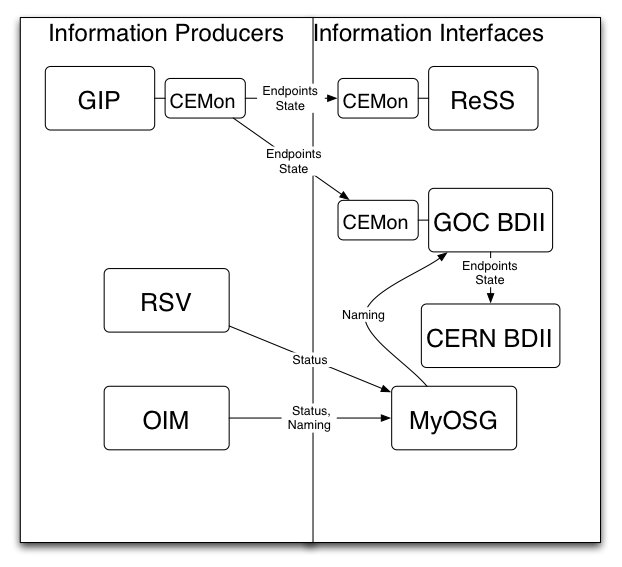 Information Producers
Information Interfaces
GIP
CEMon
Endpoints
State
CEMon
ReSS
Endpoints
State
CEMon
GOC BDII
Endpoints
State
RSV
Naming
CERN BDII
Status
OIM
Status,
Naming
MyOSG